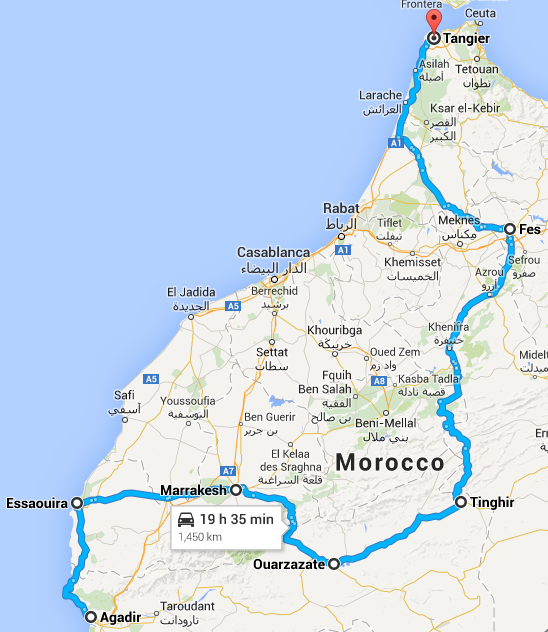 Frontera
Ceuta
Tangier
Asilah
أصيلة
Tetouan
تطوان
Larache
العرائش
Ksar el-Kebir
القصر
الكبير
A1
Rabat
الرباط
Tiflet
تيفلت
Meknes
مكناس
Fes
Sefrou
صفرو
A1
Khemisset
الخميسات
Azrou
أزرو
Casablanca
الدار البيضاء
Berrechid
برشيد
El Jadida
الجديدة
A5
Khenifra
خنيفرة
Khouribga
خريبكة
Settat
سطات
Oued Zem
واد زم
Midelt
ميدلت
A5
Safi
آسفي
Youssoufia
اليوسفية
Fquih
Ben Salah
الفقيه
بن صالح
A8
Kasba Tadla
قصبة تادلة
Ben Guerir
بن جرير
Beni-Mellal
بني ملال
El Kelaa
des Sraghna
قلعة السراغنة
Morocco
A7
Marrakesh
Essaouira
Tinghir
19 h 35 min
1,450 km
Ouarzazate
Agadir
Taroudant
تارودانت